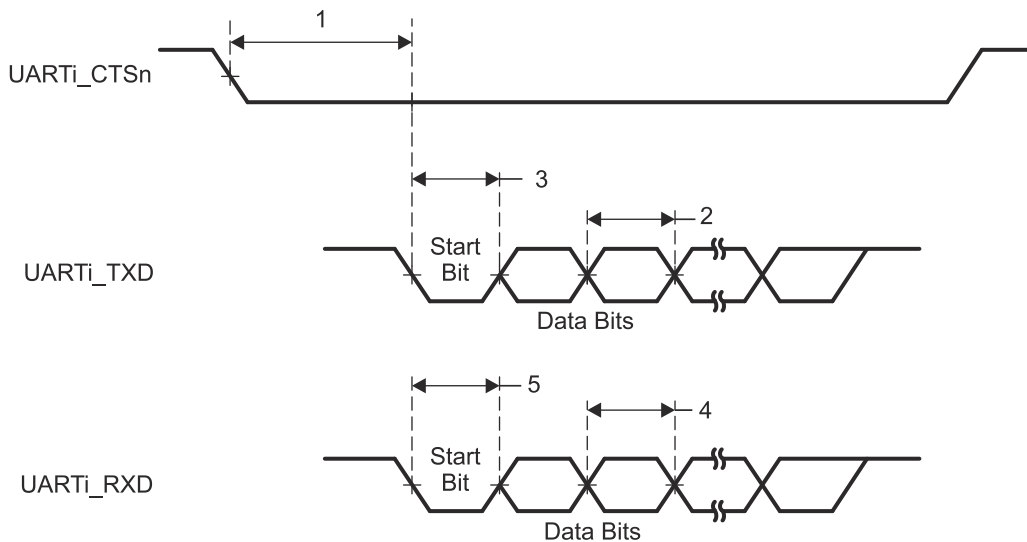 1
UARTi_CTSn
3
2
UARTi_TXD
Start
Bit
Data Bits
5
4
UARTi_RXD
Start
Bit
Data Bits